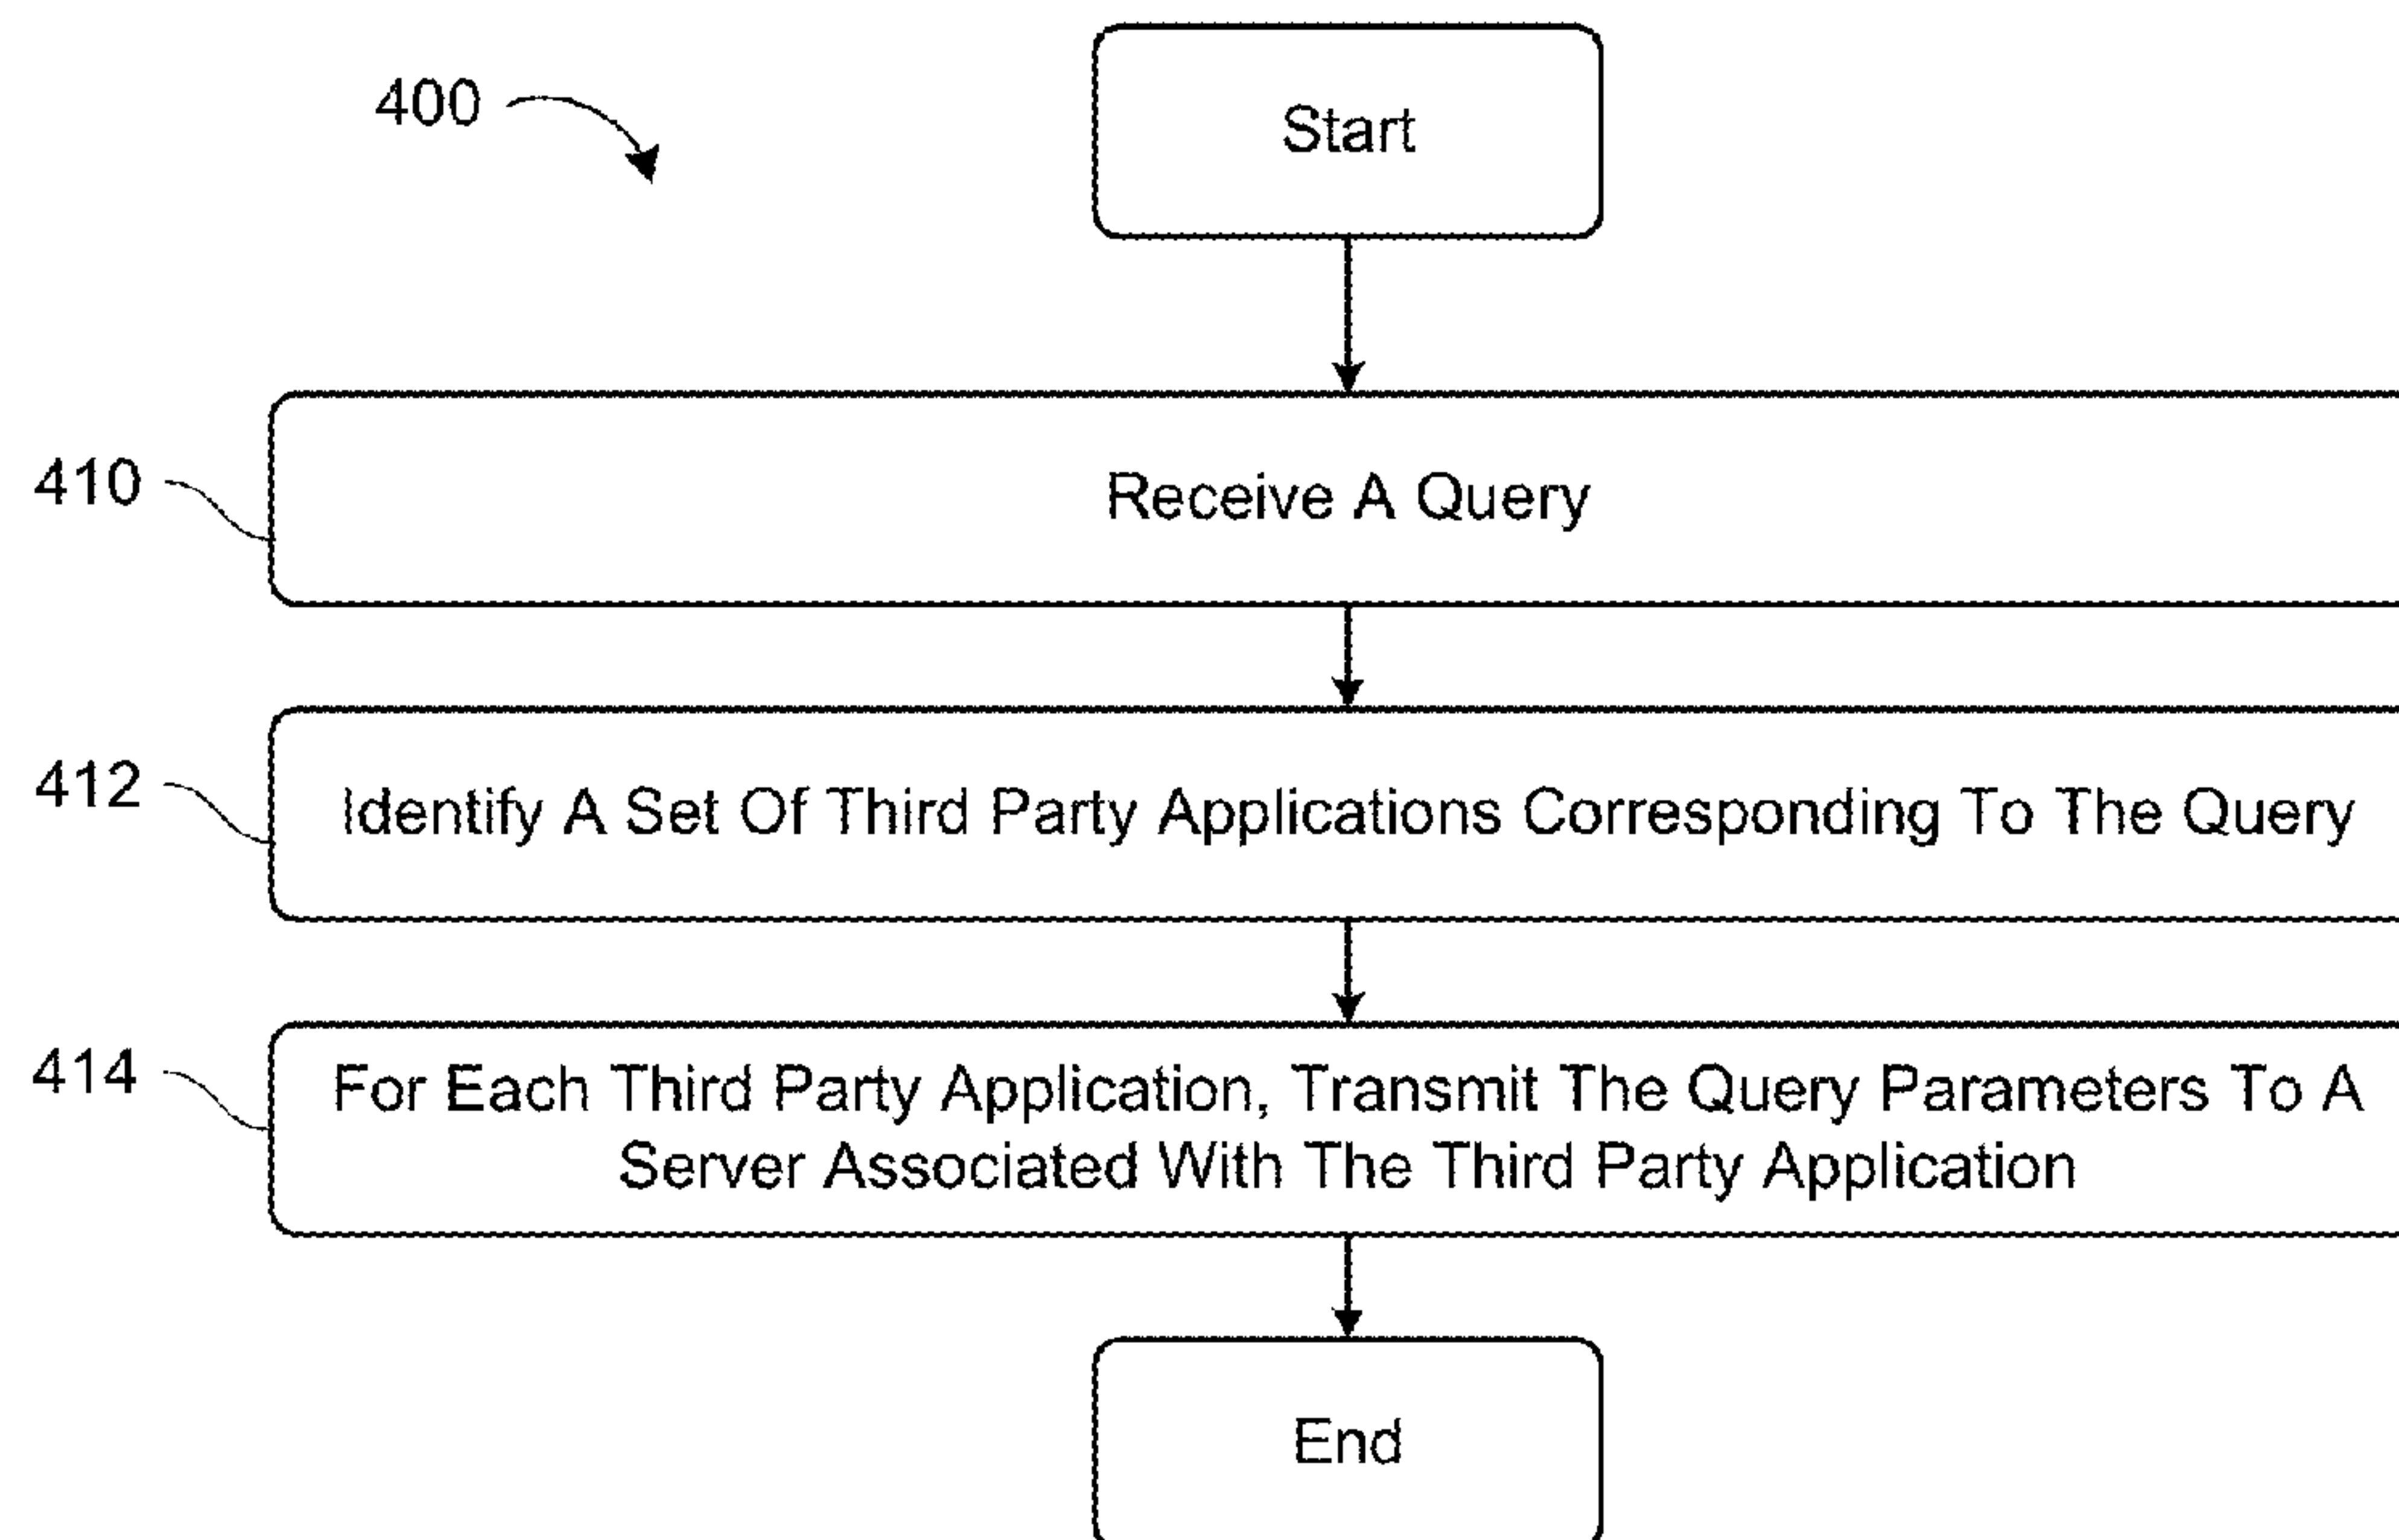 400
Start
410
Receive A Query
412
Identify A Set Of Third Party Applications Corresponding To The Query
414
For Each Third Party Application, Transmit The Query Parameters To A
Server Associated With The Third Party Application
End